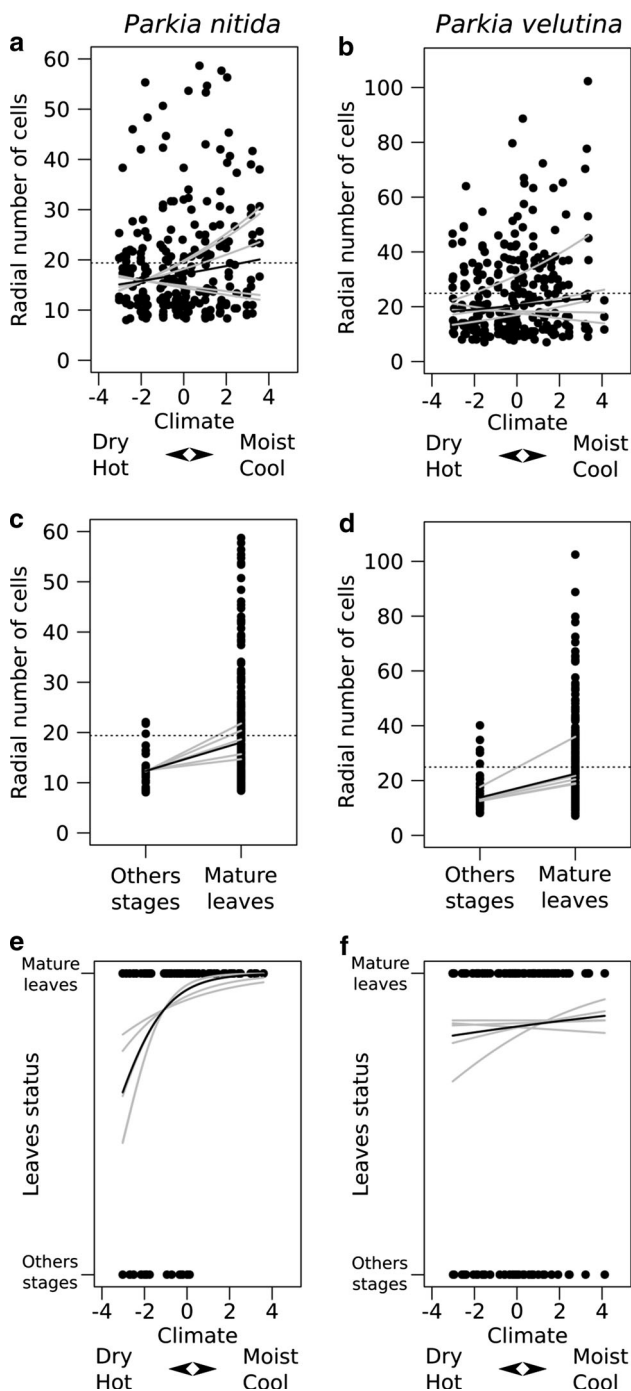 Parkia nitida
Parkia velutina
a
Radial number of cells
60
50
40
30
20
10
0
-4 -2 0 2 4
Climate
Dry Hot
Moist Cool
b
Radial number of cells
100
80
60
40
20
0
-4 -2 0 2 4
Climate
Dry Hot
Moist Cool
c
Radial number of cells
60
50
40
30
20
10
0
Others stages
Mature leaves
d
Radial number of cells
100
80
60
40
20
0
Others stages
Mature leaves
e
Mature leaves
Leaves status
Others stages
-4 -2 0 2 4
Climate
Dry Hot
Moist Cool
f
Mature leaves
Leaves status
Others stages
-4 -2 0 2 4
Climate
Dry Hot
Moist Cool